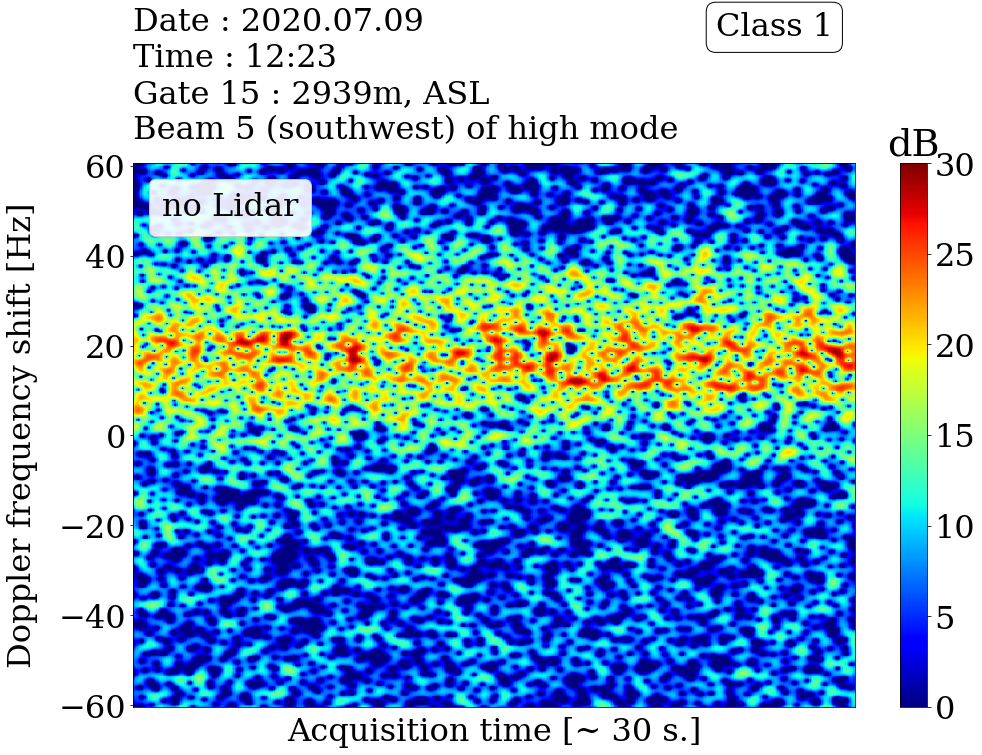 Date : 2020.07.09
Time : 12:23
Gate 15 : 2939m, ASL
Beam 5 (southwest) of high mode
Class 1
dB
no Lidar
Doppler frequency shift [Hz]
60
40
20
0
−20
−40
−60
30
25
20
15
10
5
0
Acquisition time [~ 30 s.]